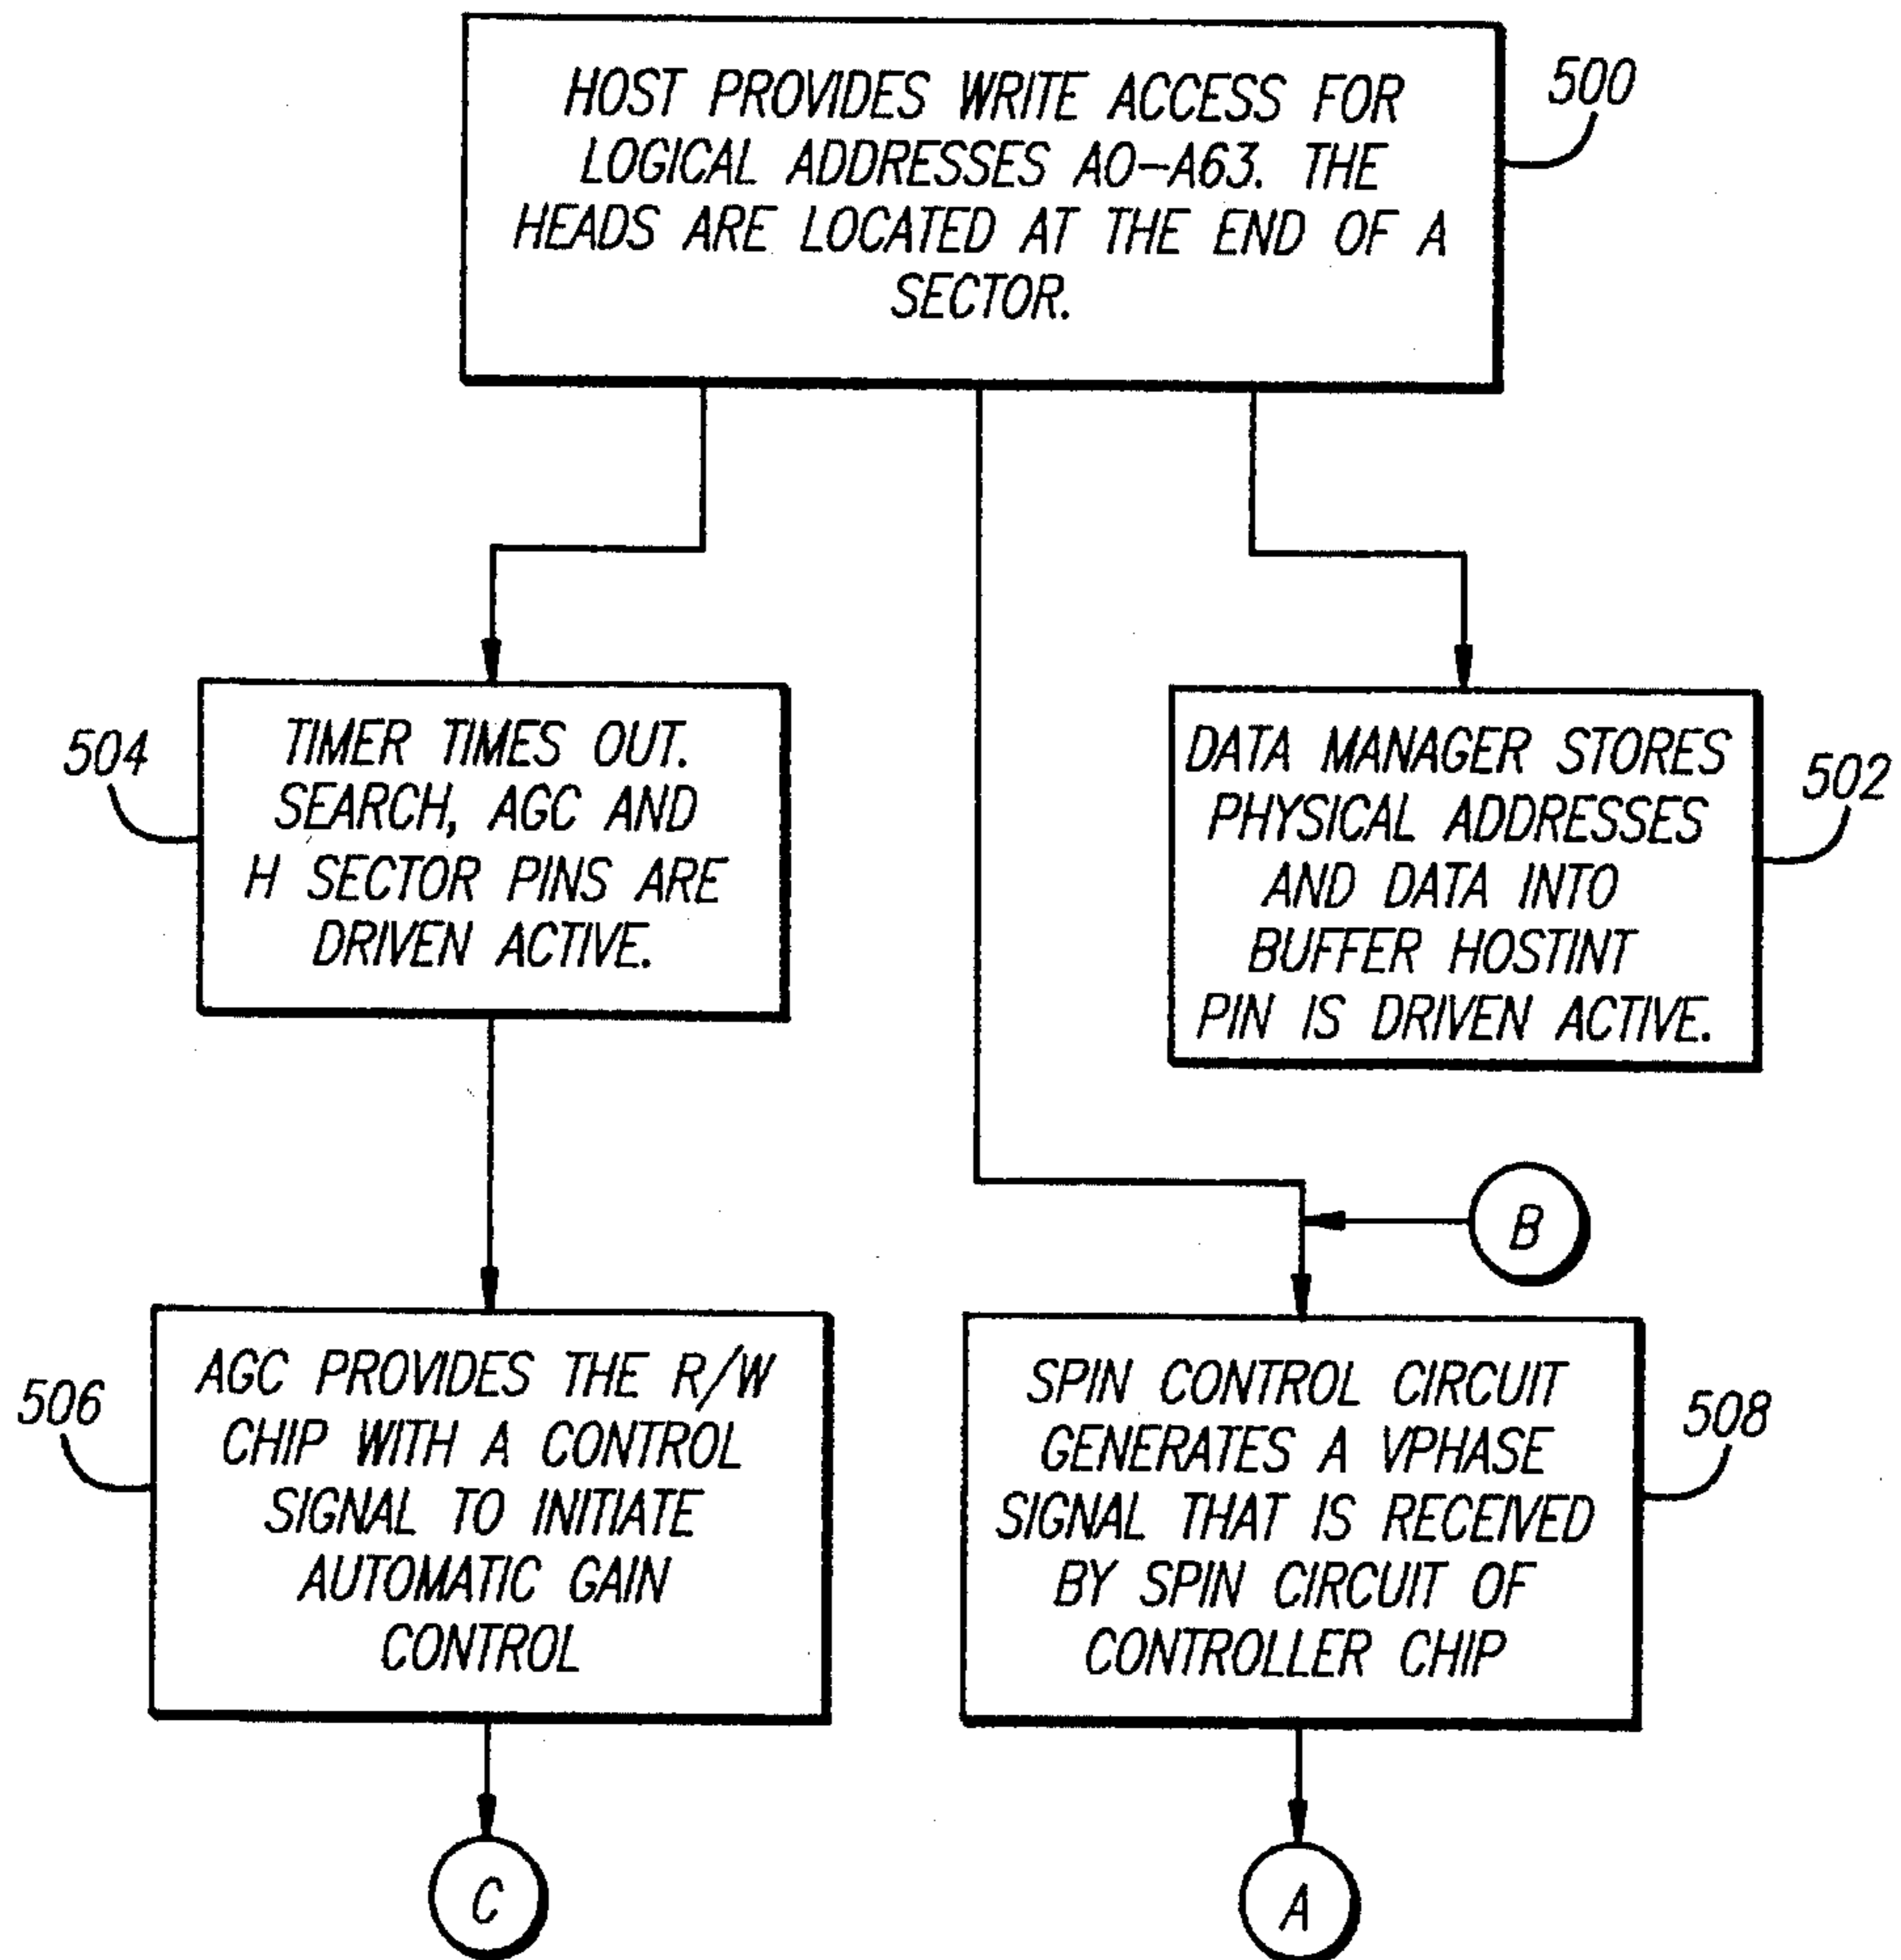 HOST PROVIDES WRITE ACCESS FOR
LOGICAL ADDRESSES A0-A63. THE
HEADS ARE LOCATED AT THE END OF A
SECTOR.
500
504
TIMER TIMES OUT.
SEARCH, AGC AND
H SECTOR PINS ARE
DRIVEN ACTIVE.
DATA MANAGER STORES
PHYSICAL ADDRESSES
AND DATA INTO
BUFFER HOSTINT
PIN IS DRIVEN ACTIVE.
502
B
506
AGC PROVIDES THE R/W
CHIP WITH A CONTROL
SIGNAL TO INITIATE
AUTOMATIC GAIN
CONTROL
SPIN CONTROL CIRCUIT
GENERATES A VPHASE
SIGNAL THAT IS RECEIVED
BY SPIN CIRCUIT OF
CONTROLLER CHIP
508
C
A